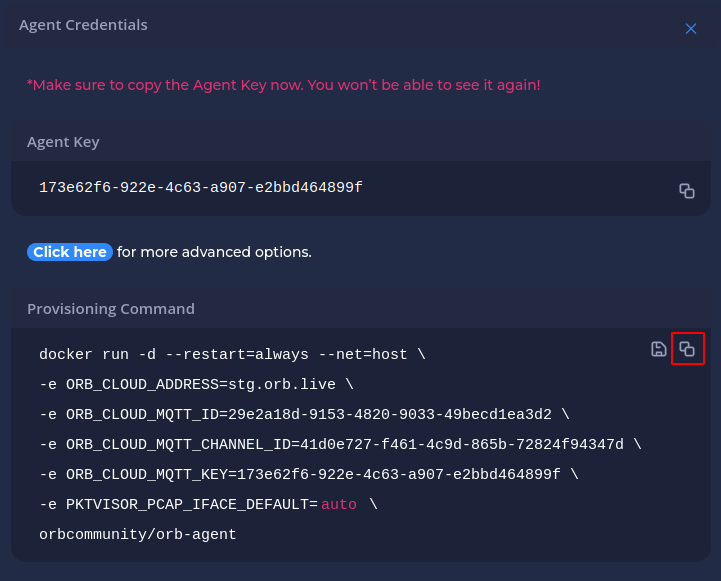 Agent Credentials
*Make sure to copy the Agent Key now. You won't be able to see it again!
Agent Key
173e62f6-922e-4c63-a907-e2bbd464899f
Click here for more advanced options.
Provisioning Command
docker run -d --restart=always --net=host \
-e ORB_CLOUD_ADDRESS=stg.orb.live \
-e ORB_CLOUD_MQTT_ID=29e2a18d-9153-4820-9033-49becd1ea3d2 \
-e ORB_CLOUD_MQTT_CHANNEL_ID=41d0e727-f461-4c9d-865b-72824f94347d \
-e ORB_CLOUD_MQTT_KEY=173e62f6-922e-4c63-a907-e2bbd464899f \
-e PKTVISOR_PCAP_IFACE_DEFAULT=auto \
orbcommunity/orb-agent